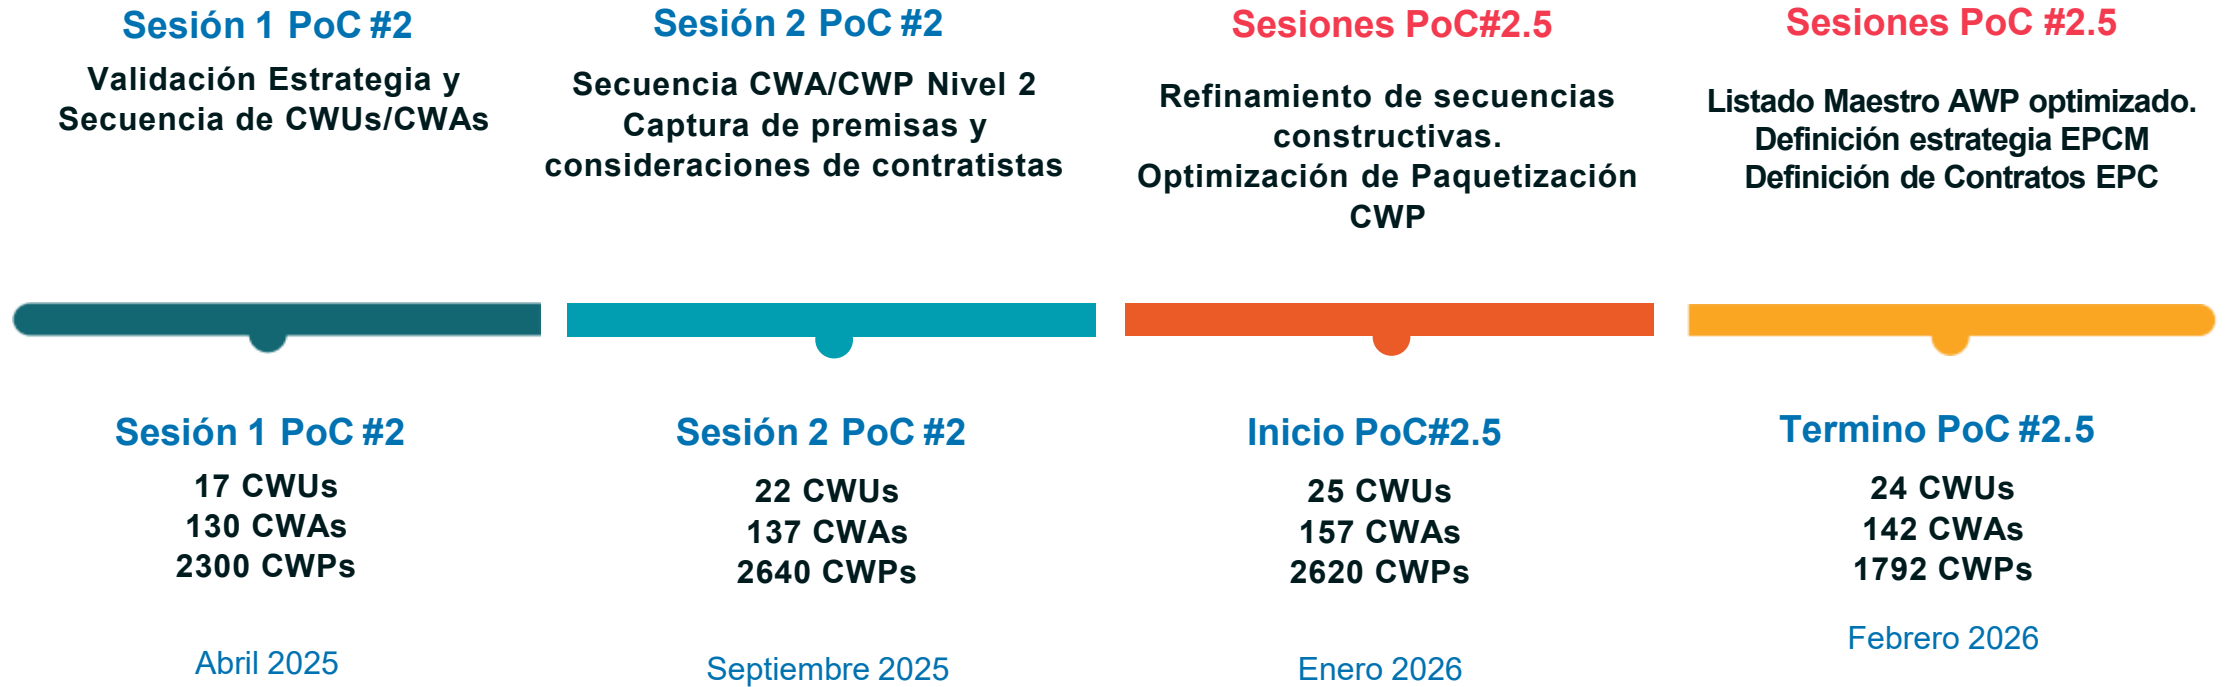 Sesión 1 PoC #2
Validación Estrategia y
Secuencia de CWUs/CWAs
Sesión 2 PoC #2
Secuencia CWA/CWP Nivel 2
Captura de premisas y
consideraciones de contratistas
Sesiones PoC#2.5
Refinamiento de secuencias
constructivas.
Optimización de Paquetización
CWP
Sesiones PoC #2.5
Listado Maestro AWP optimizado.
Definición estrategia EPCM
Definición de Contratos EPC
Sesión 1 PoC #2
17 CWUs
130 CWAs
2300 CWPs
Abril 2025
Sesión 2 PoC #2
22 CWUs
137 CWAs
2640 CWPs
Septiembre 2025
Inicio PoC#2.5
25 CWUs
157 CWAs
2620 CWPs
Enero 2026
Termino PoC #2.5
24 CWUs
142 CWAs
1792 CWPs
Febrero 2026